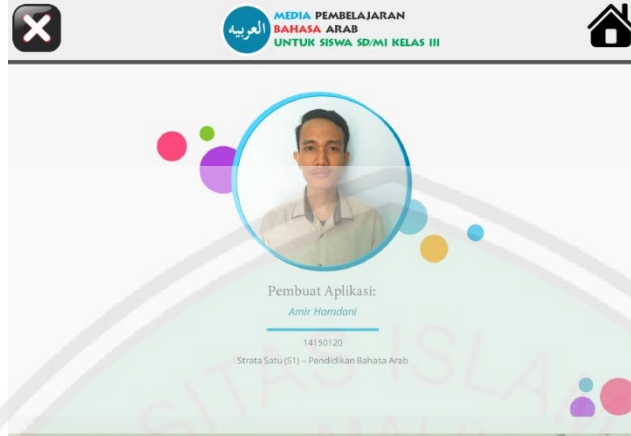 العربيه
MEDIA PEMBELAJARAN
BAHASA ARAB
UNTUK SISWA SD/MI KELAS III
Pembuat Aplikasi:
Amir Hamdani
14150120
Strata Satu (S1) – Pendidikan Bahasa Arab